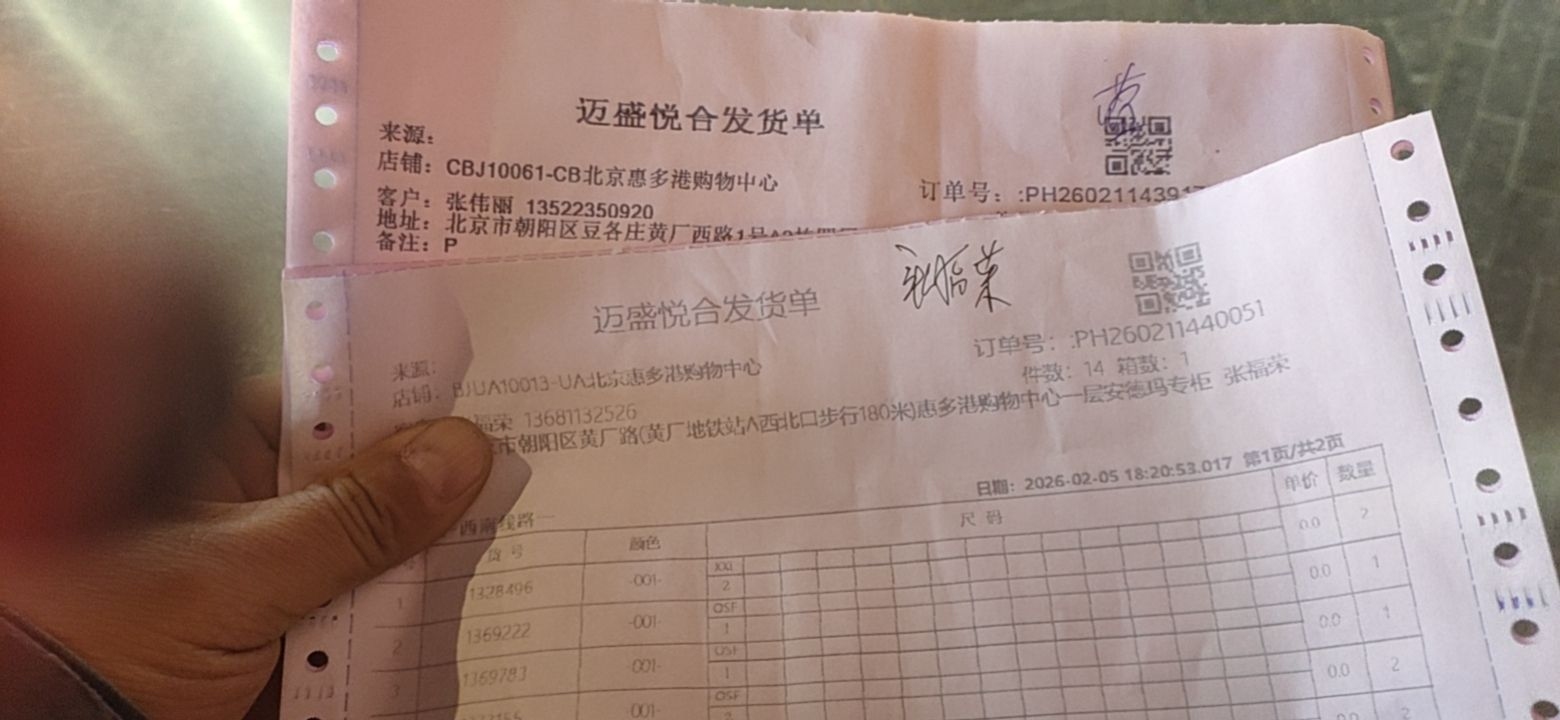 迈盛悦合发货单
来源:
店铺: CBJ10061-CB北京惠多港购物中心
订单号: :PH26021143917
客户: 张伟丽 13522350920
地址: 北京市朝阳区豆各庄黄厂西路1号
备注: P
张福荣
迈盛悦合发货单
订单号: :PH260211440051
来源:
件数: 14 箱数: 1
店铺: BJUA10013-UA北京惠多港购物中心
福荣 13681132526
市朝阳区黄厂路(黄厂地铁站A西北口步行180米)惠多港购物中心一层安德玛专柜 张福荣
日期: 2026-02-05 18:20:53.017 第1页/共2页
西南线路一
货号 颜色 尺码 单价 数量
1 1328496 -001- XXL 2 0.0 2
2 1369222 -001- OSF 1 0.0 1
3 1369783 -001- OSF 1 0.0 1
-001- OSF 2 0.0 2